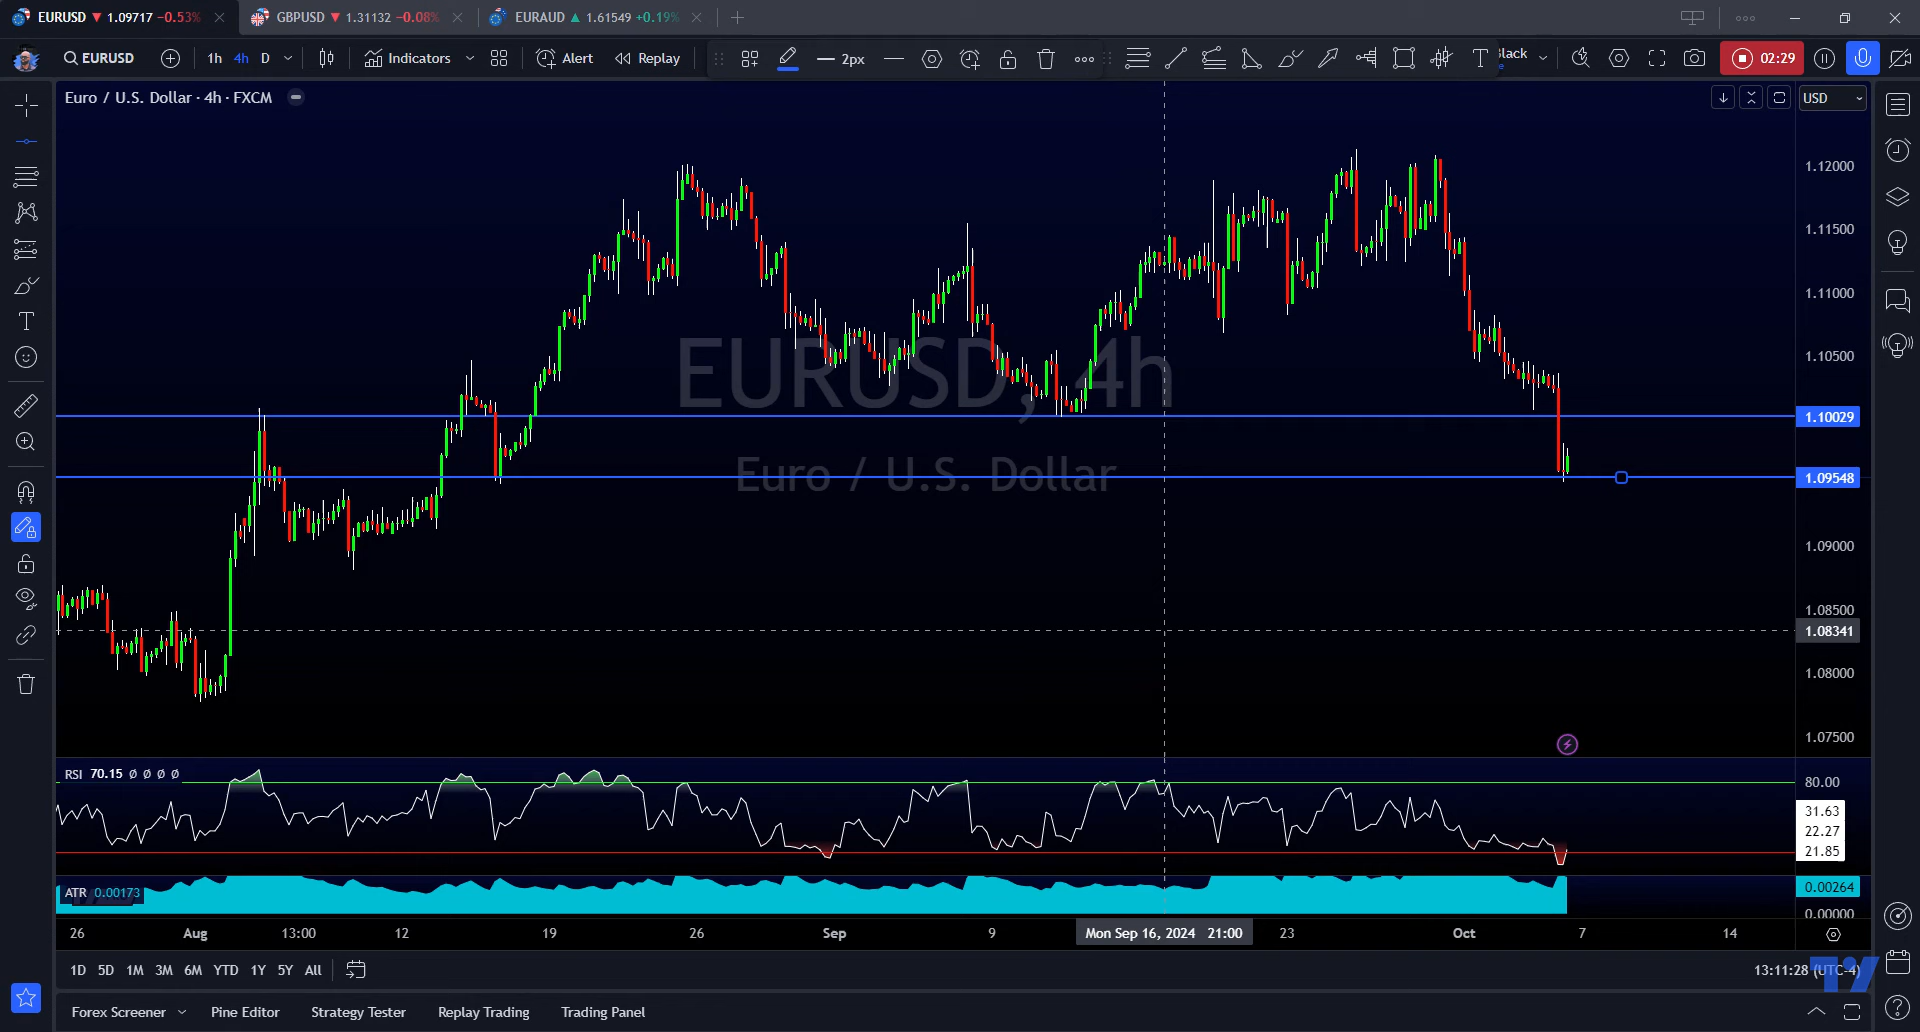 EURUSD ▼ 1.09717 −0.53%
GBPUSD ▼ 1.31132 −0.08%
EURAUD ▲ 1.61549 +0.19%
EURUSD
1h 4h D
Indicators
Alert
Replay
2px
T
lack
02:29
Euro / U.S. Dollar · 4h · FXCM
USD
1.12000
1.11500
1.11000
1.10500
1.10029
1.09548
1.09000
1.08500
1.08341
1.08000
1.07500
EURUSD, 4h
Euro / U.S. Dollar
RSI 70.15 Ø Ø Ø Ø
80.00
31.63
22.27
21.85
ATR 0.00173
0.00264
0.00000
26 Aug 13:00 12 19 26 Sep 9 Mon Sep 16, 2024 21:00 23 Oct 7 14
1D 5D 1M 3M 6M YTD 1Y 5Y All
13:11:28 (UTC-4)
Forex Screener Pine Editor Strategy Tester Replay Trading Trading Panel